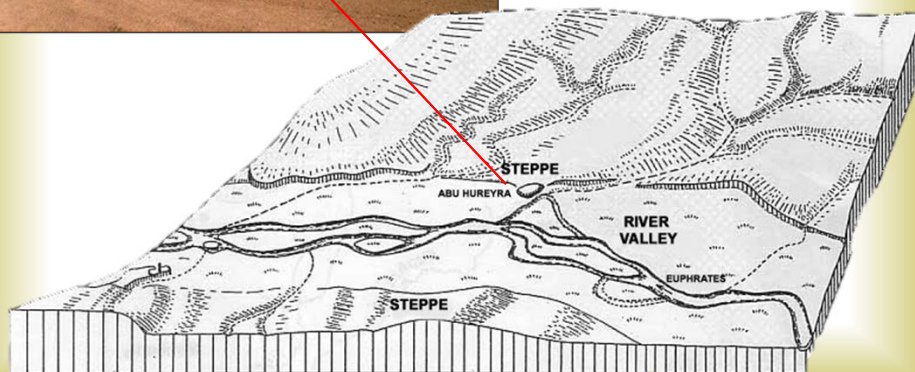 STEPPE
ABU HUREYRA
RIVER
VALLEY
EUPHRATES
STEPPE